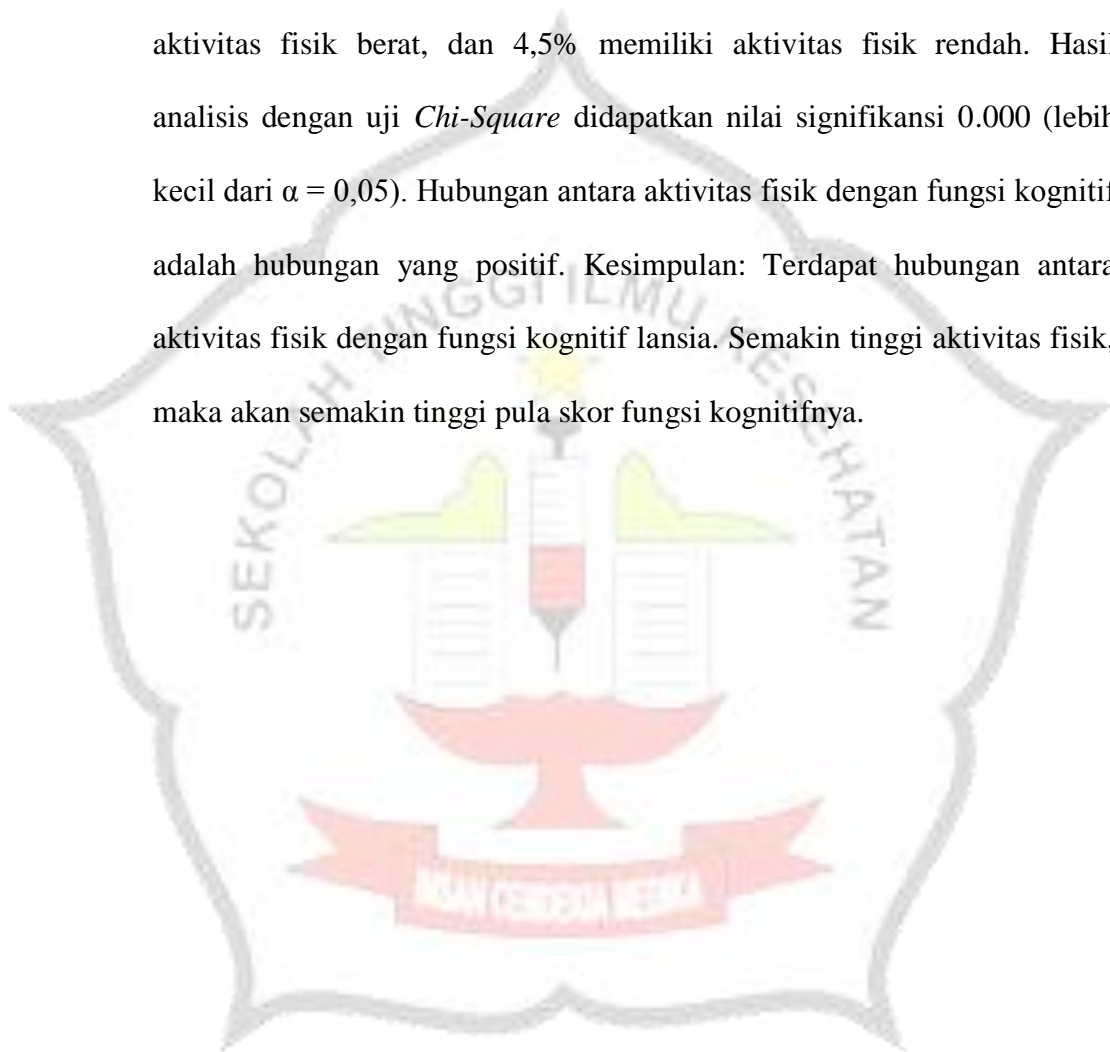 aktivitas fisik berat, dan 4,5% memiliki aktivitas fisik rendah. Hasil
analisis dengan uji Chi-Square didapatkan nilai signifikansi 0.000 (lebih
kecil dari α = 0,05). Hubungan antara aktivitas fisik dengan fungsi kognitif
adalah hubungan yang positif. Kesimpulan: Terdapat hubungan antara
aktivitas fisik dengan fungsi kognitif lansia. Semakin tinggi aktivitas fisik,
maka akan semakin tinggi pula skor fungsi kognitifnya.
SEKOLAH TINGGI ILMU KESEHATAN
INSAN CENDEKIA MEDIKA